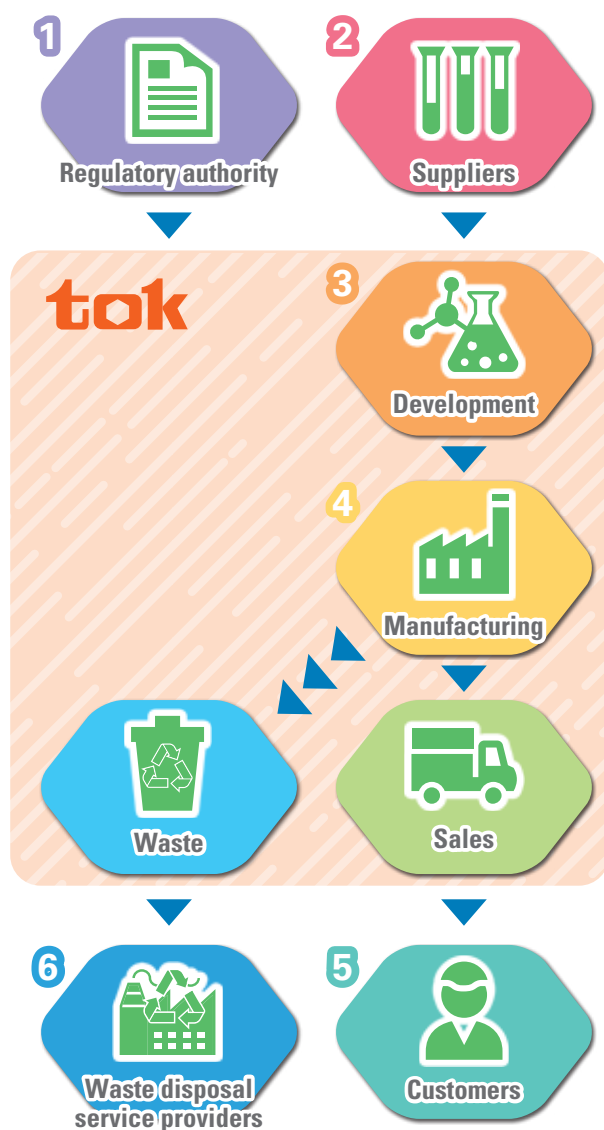 1
Regulatory authority
2
Suppliers
tok
3
Development
4
Manufacturing
Waste
Sales
6
Waste disposal
service providers
5
Customers